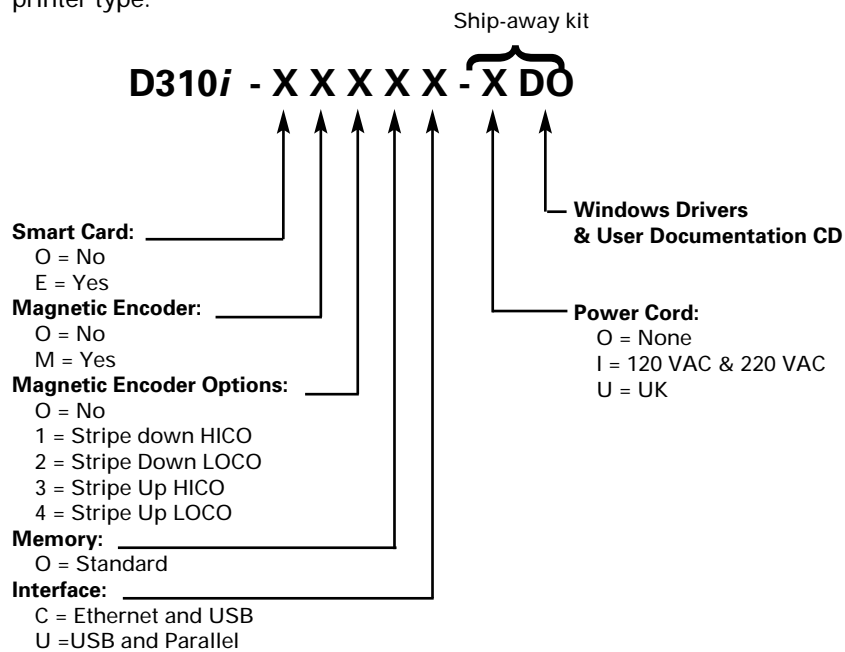 printer type.
Ship-away kit
D310i - X X X X X - X DO
Windows Drivers
& User Documentation CD
Smart Card:
O = No
E = Yes
Magnetic Encoder:
O = No
M = Yes
Magnetic Encoder Options:
O = No
1 = Stripe down HICO
2 = Stripe Down LOCO
3 = Stripe Up HICO
4 = Stripe Up LOCO
Memory:
O = Standard
Interface:
C = Ethernet and USB
U =USB and Parallel
Power Cord:
O = None
I = 120 VAC & 220 VAC
U = UK